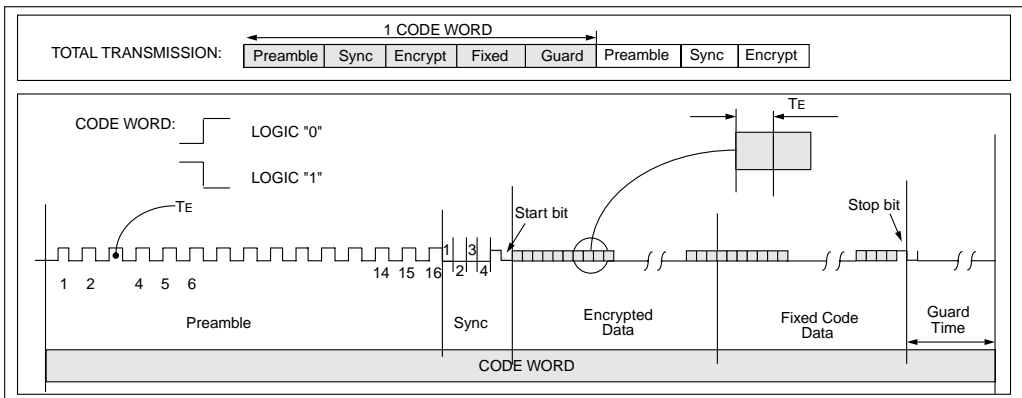 1 CODE WORD
TOTAL TRANSMISSION: Preamble Sync Encrypt Fixed Guard Preamble Sync Encrypt
TE
CODE WORD:
LOGIC "0"
LOGIC "1"
TE
Start bit
Stop bit
1 3
2 4
1 2 4 5 6 14 15 16
Preamble
Sync
Encrypted
Data
Fixed Code
Data
Guard
Time
CODE WORD